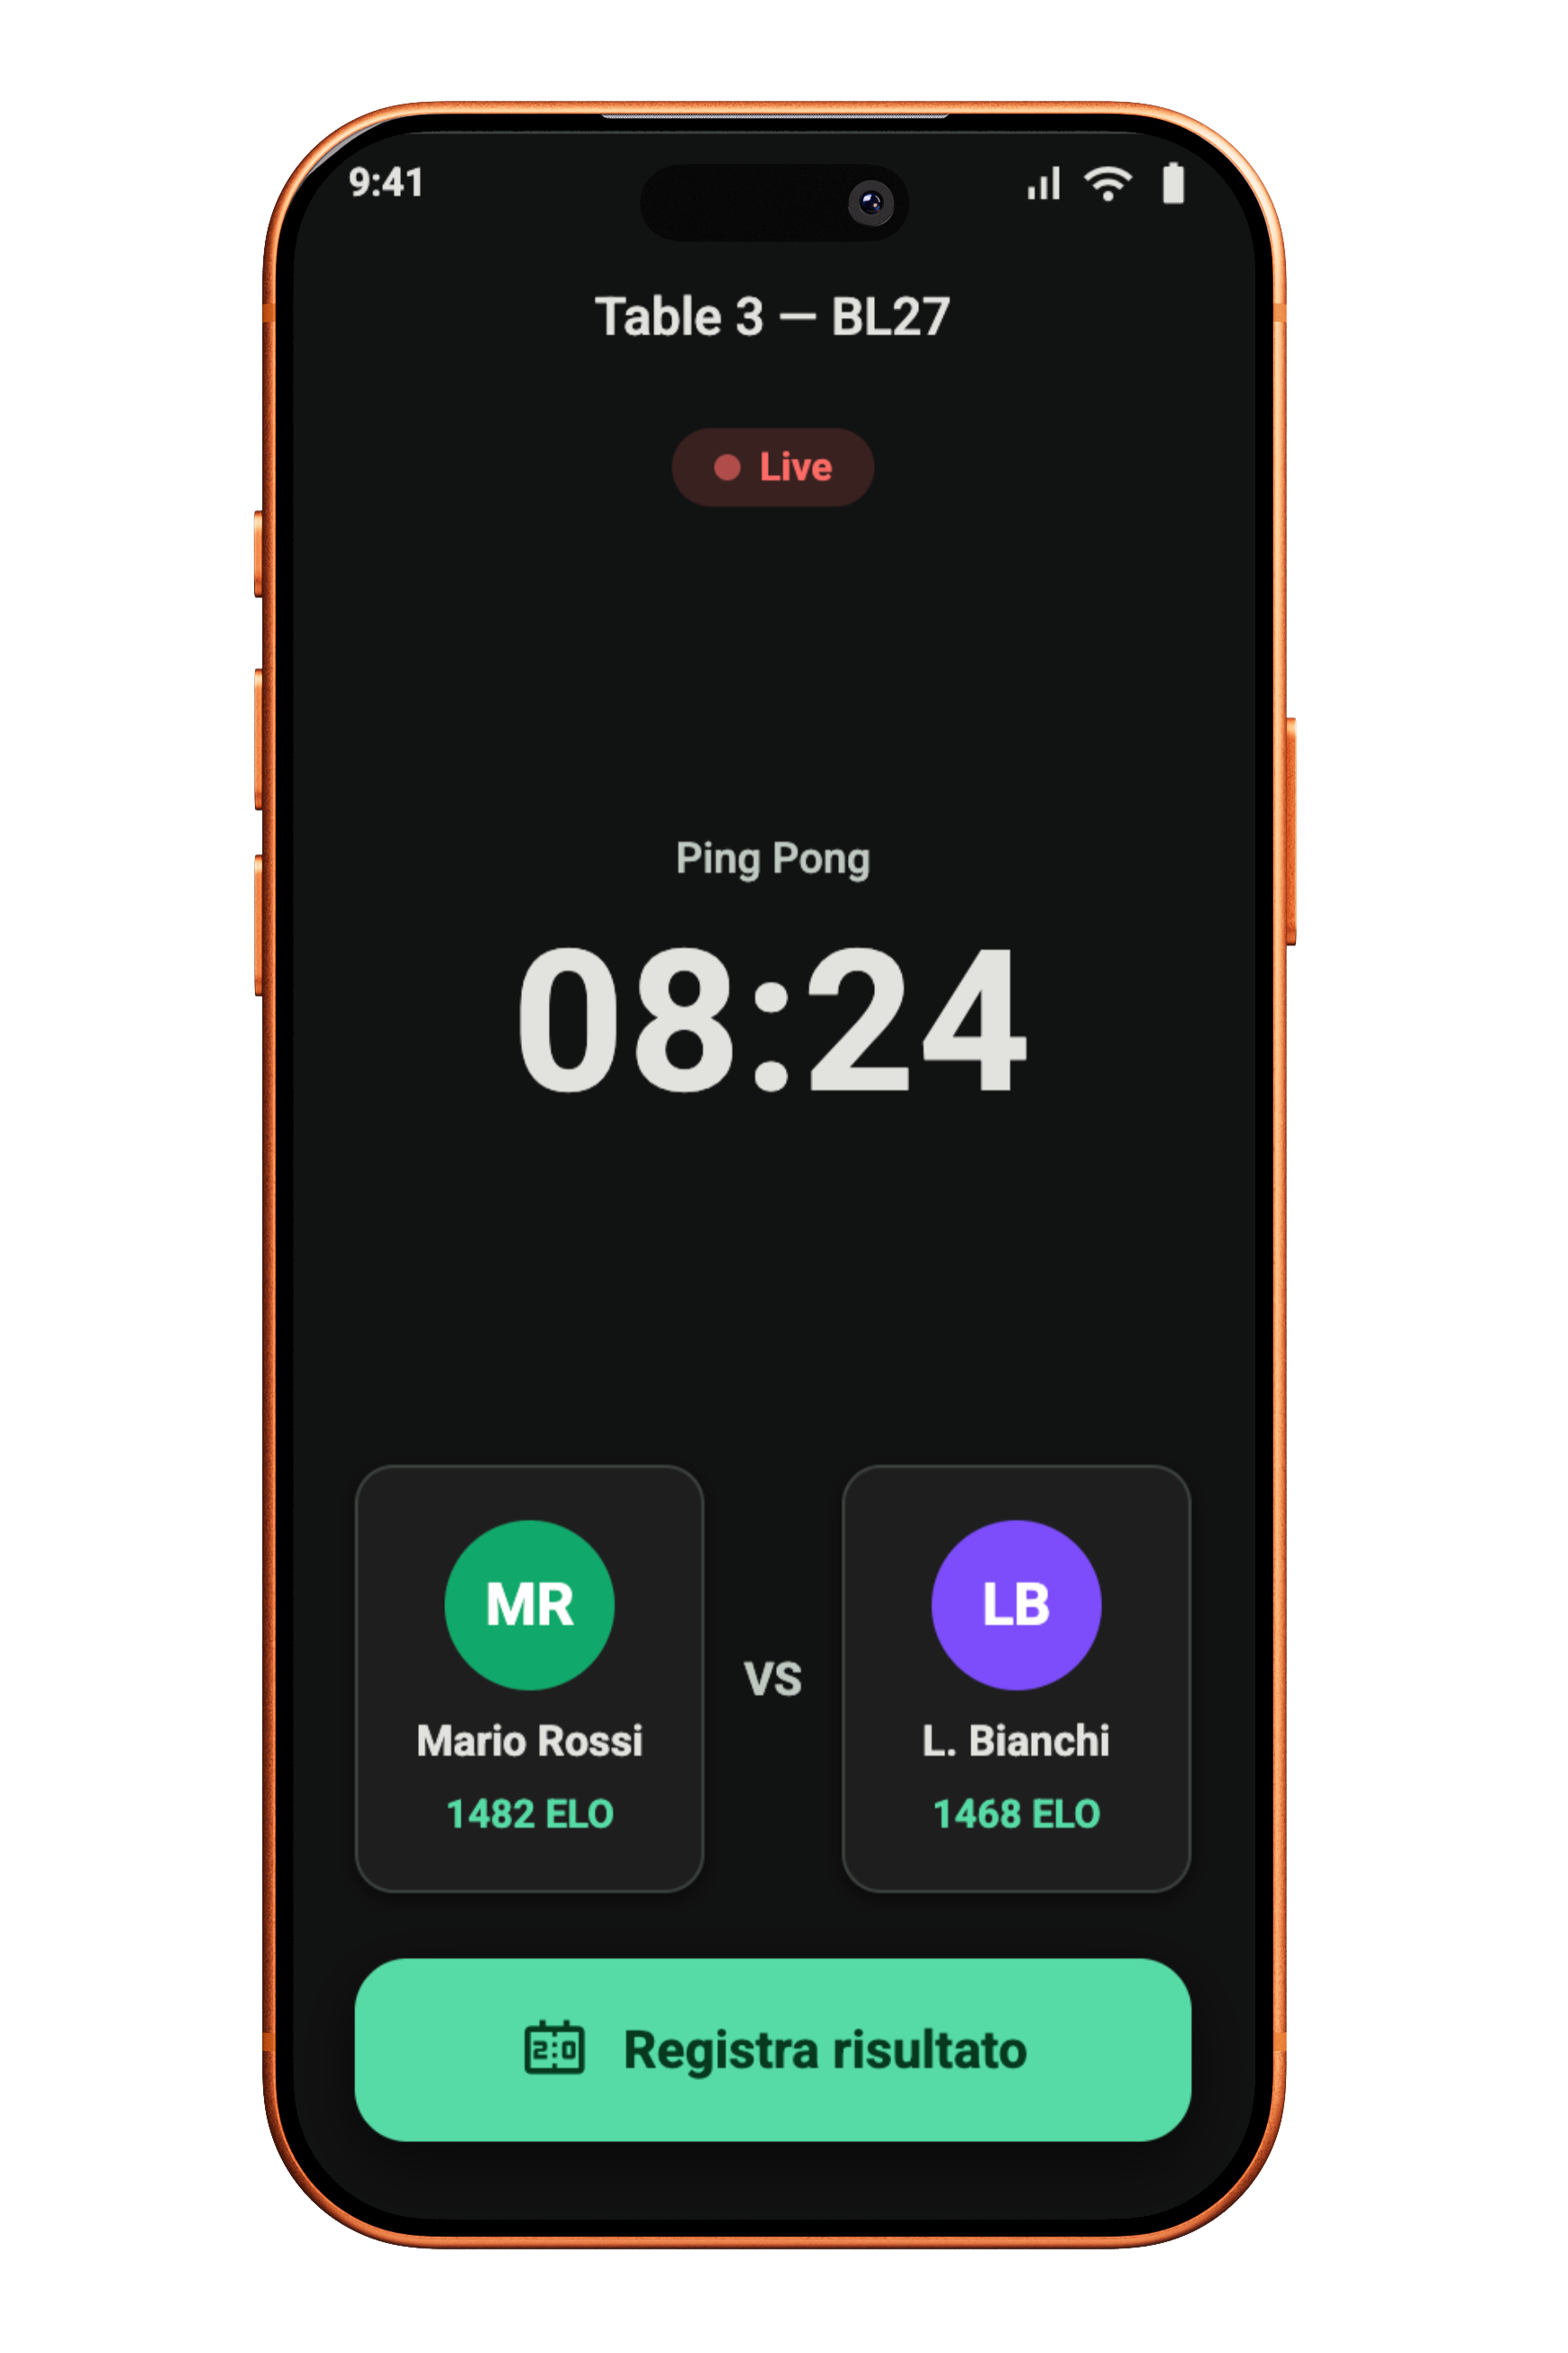 9:41
Table 3 — BL27
Live
Ping Pong
08:24
MR
LB
VS
Mario Rossi
L. Bianchi
1482 ELO
1468 ELO
2:0 Registra risultato